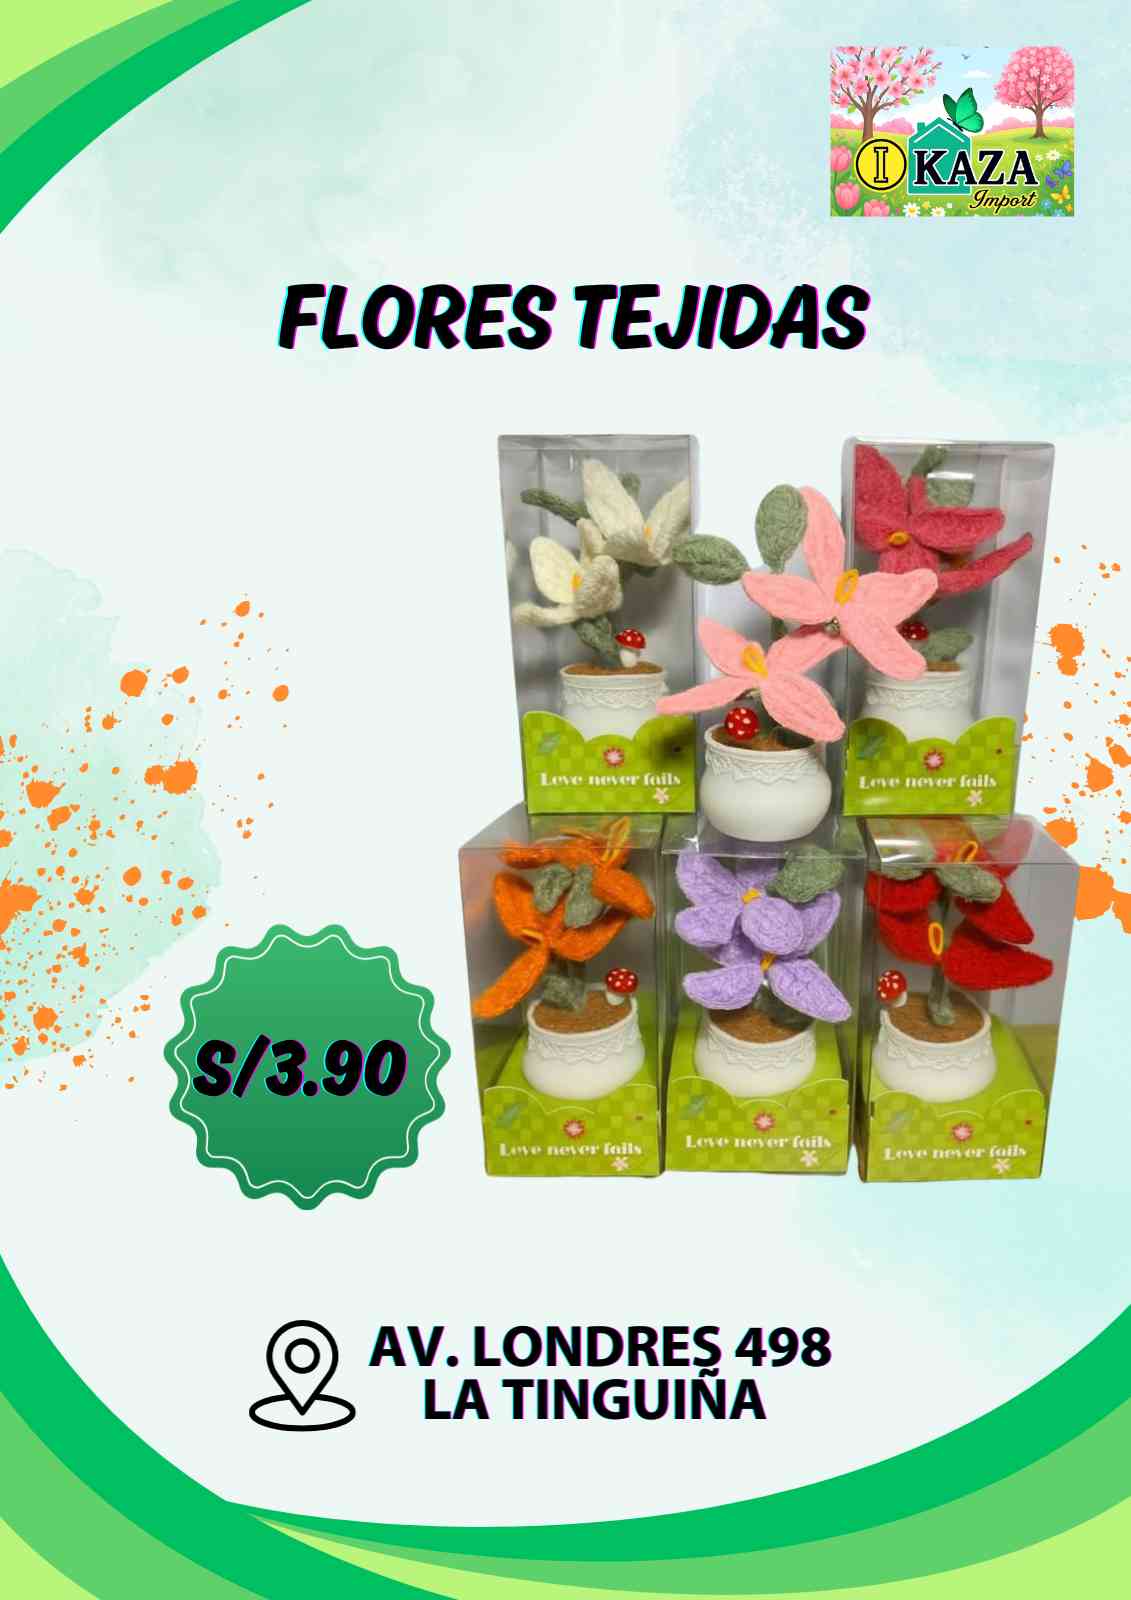 I KAZA
Import
FLORES TEJIDAS
Love never fails
Love never fails
S/3.90
Love never fails
Love never fails
Love never fails
AV. LONDRES 498
LA TINGUIÑA